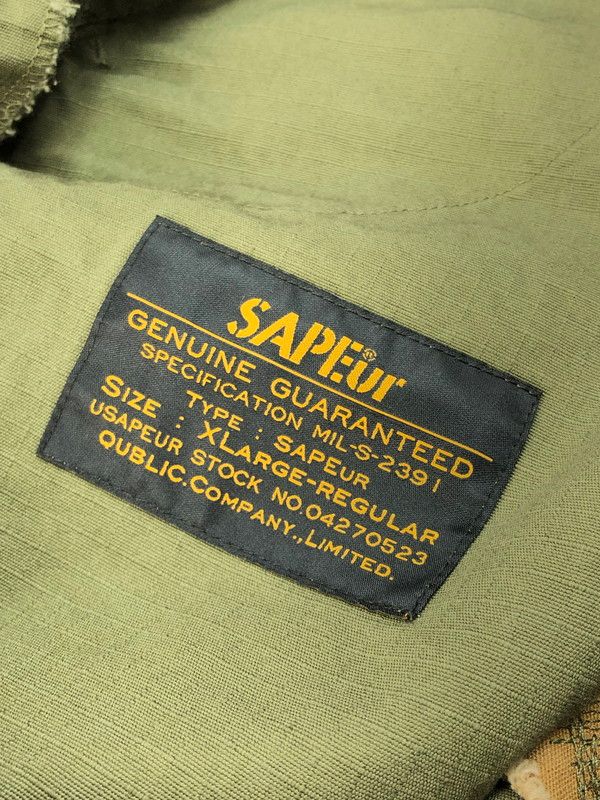 SAPEur®
GENUINE GUARANTEED
SPECIFICATION MIL-S-2391
TYPE : SAPEUR
SIZE : XLARGE-REGULAR
USAPEUR STOCK NO.04270523
QUBLIC.COMPANY.,LIMITED.